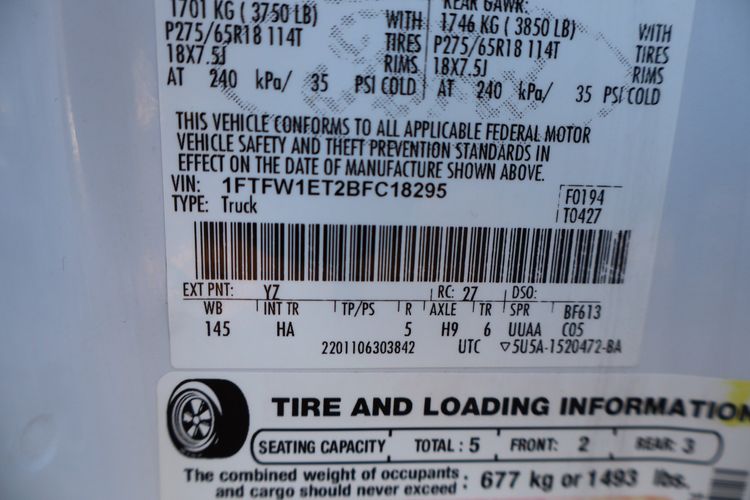 1701 KG ( 3750 LB) WITH
P275/65R18 114T TIRES
18X7.5J RIMS
AT 240 kPa/ 35 PSI COLD
REAR GAWR:
1746 KG ( 3850 LB) WITH
P275/65R18 114T TIRES
18X7.5J RIMS
AT 240 kPa/ 35 PSI COLD
THIS VEHICLE CONFORMS TO ALL APPLICABLE FEDERAL MOTOR
VEHICLE SAFETY AND THEFT PREVENTION STANDARDS IN
EFFECT ON THE DATE OF MANUFACTURE SHOWN ABOVE.
VIN: 1FTFW1ET2BFC18295
TYPE: Truck
F0194
T0427
EXT PNT: YZ RC: 27 DSO:
WB INT TR TP/PS R AXLE TR SPR BF613
145 HA 5 H9 6 UUAA C05
2201106303842 UTC ▽5U5A-1520472-BA
TIRE AND LOADING INFORMATION
SEATING CAPACITY TOTAL : 5 FRONT: 2 REAR: 3
The combined weight of occupants
and cargo should never exceed : 677 kg or 1493 lbs.